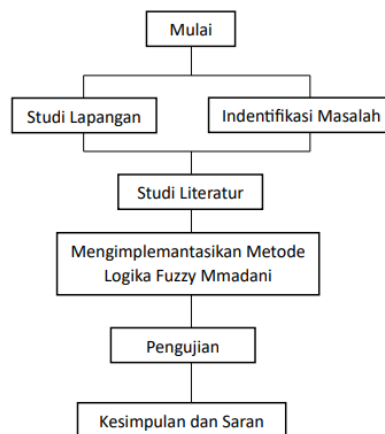 Mulai
Studi Lapangan
Indentifikasi Masalah
Studi Literatur
Mengimplemantasikan Metode
Logika Fuzzy Mmadani
Pengujian
Kesimpulan dan Saran